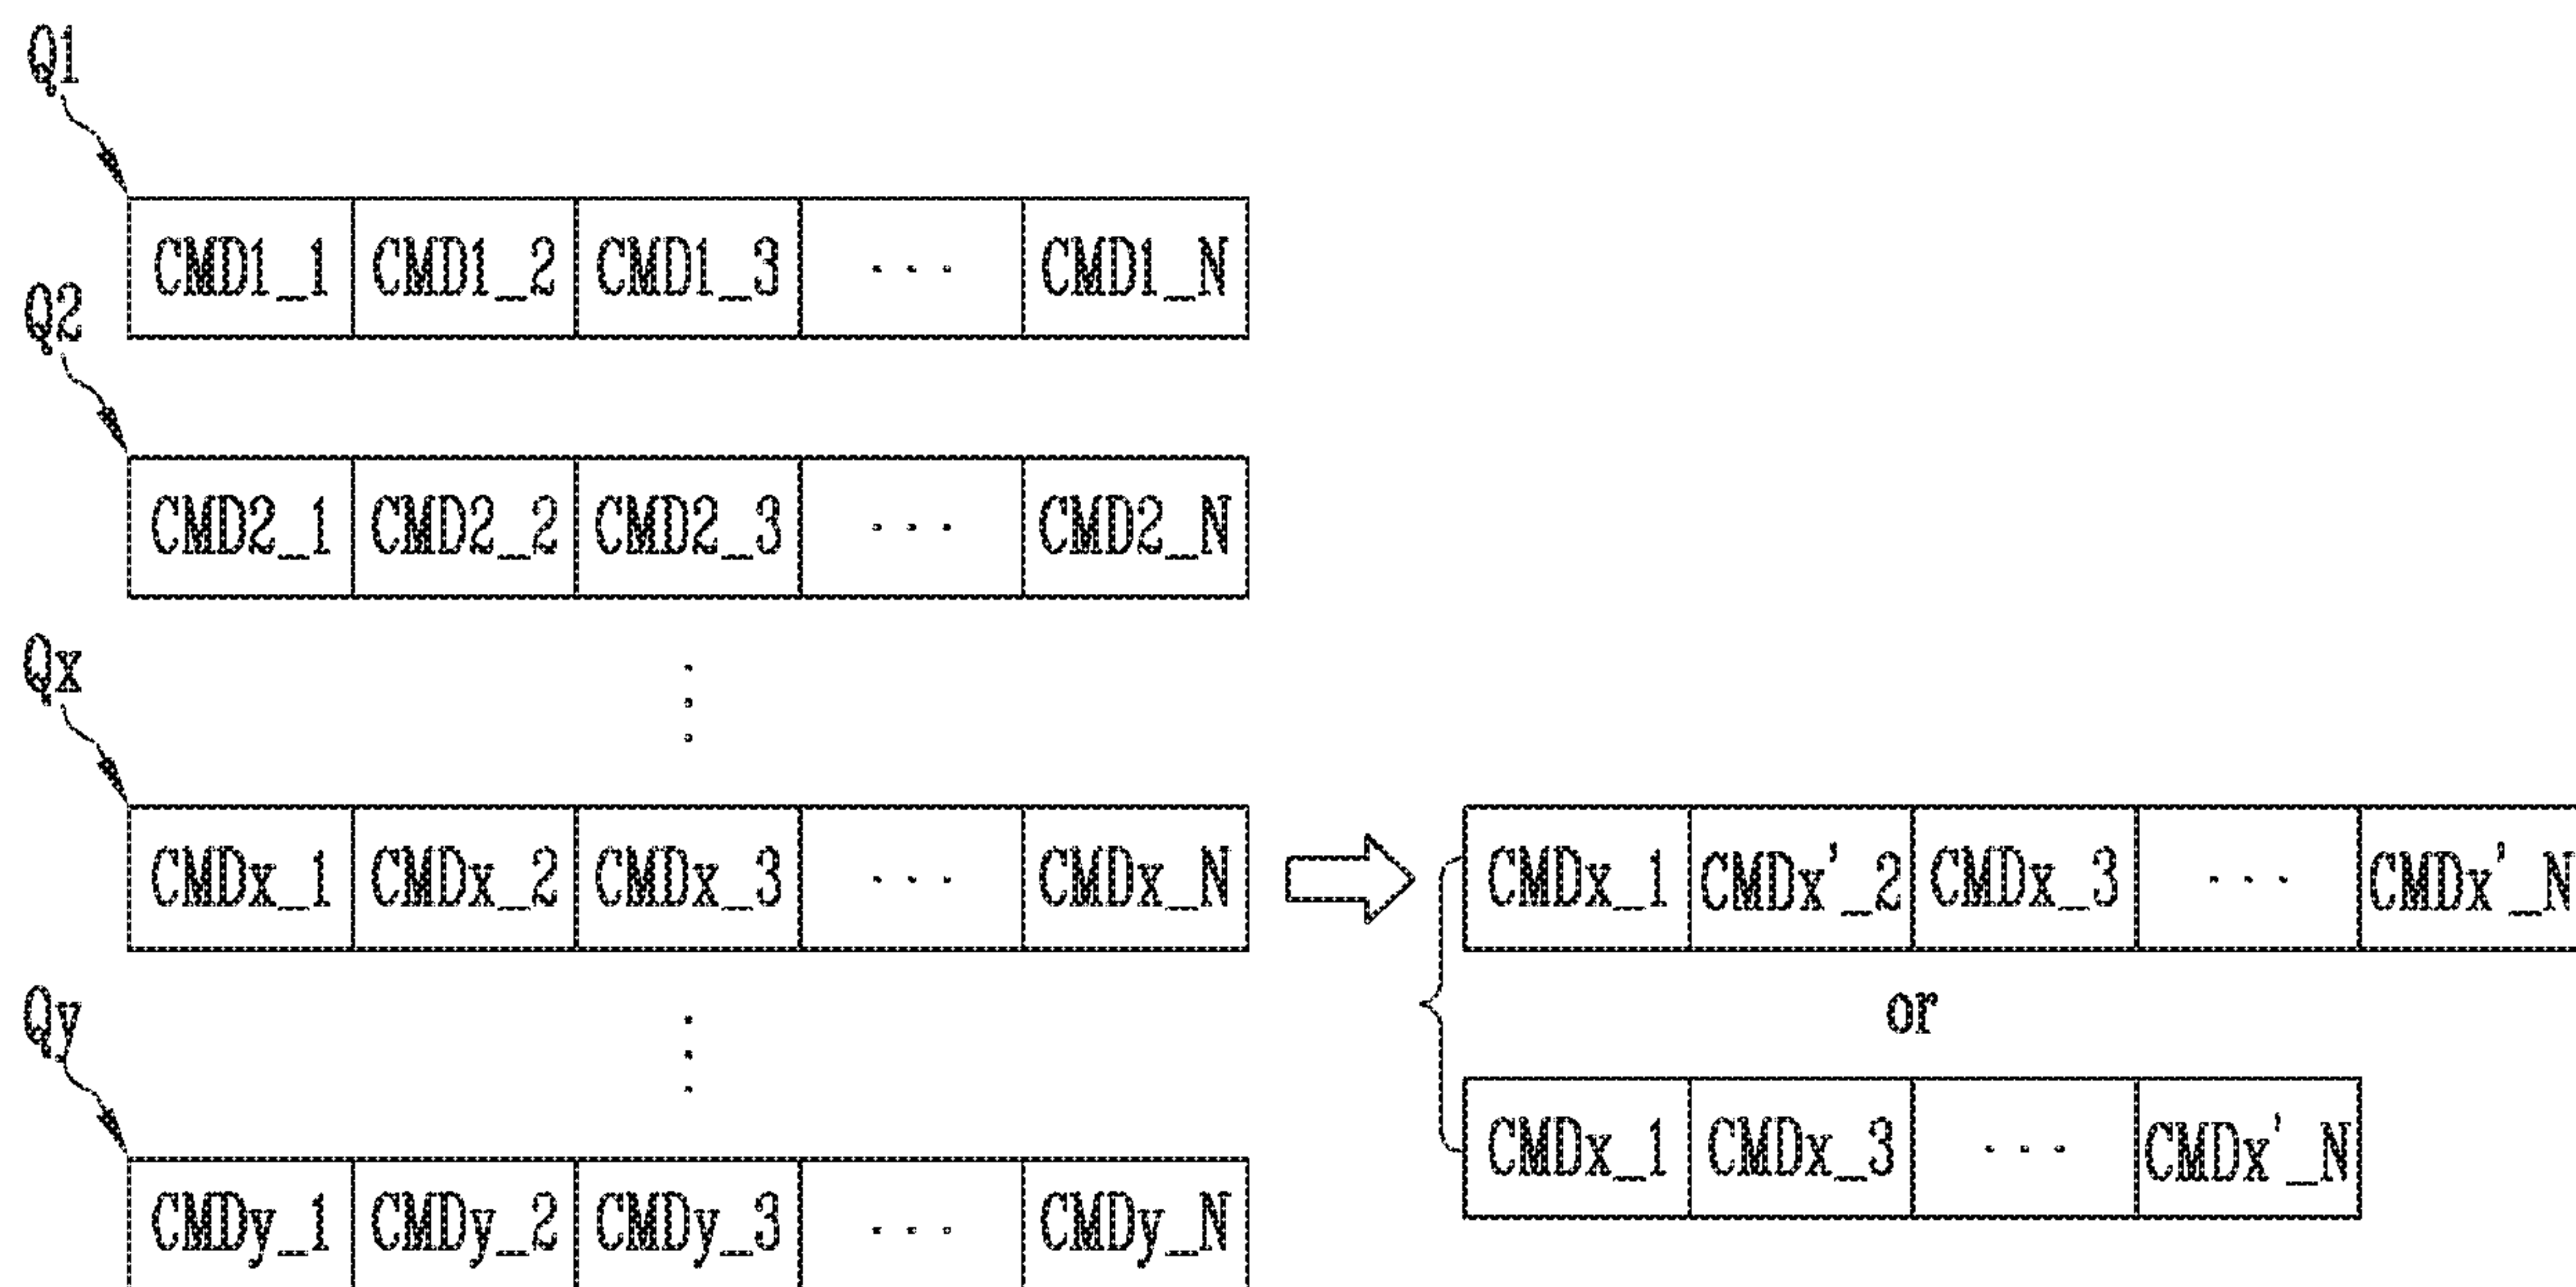 Q1
CMD1_1 CMD1_2 CMD1_3 ... CMD1_N
Q2
CMD2_1 CMD2_2 CMD2_3 ... CMD2_N
Qx
CMDx_1 CMDx_2 CMDx_3 ... CMDx_N
CMDx_1 CMDx'_2 CMDx_3 ... CMDx'_N
or
CMDx_1 CMDx_3 ... CMDx'_N
Qy
CMDy_1 CMDy_2 CMDy_3 ... CMDy_N